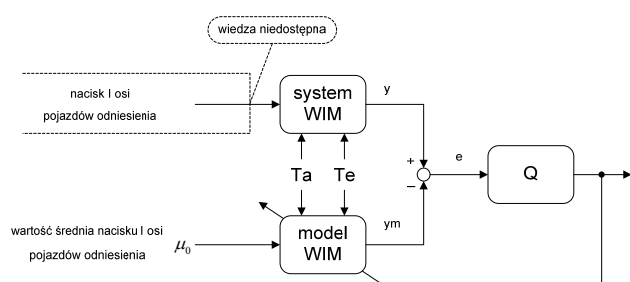 wiedza niedostępna
nacisk I osi
pojazdów odniesienia
system
WIM
y
+
e
Q
Ta
Te
−
wartość średnia nacisku I osi
pojazdów odniesienia
μ₀
model
WIM
ym